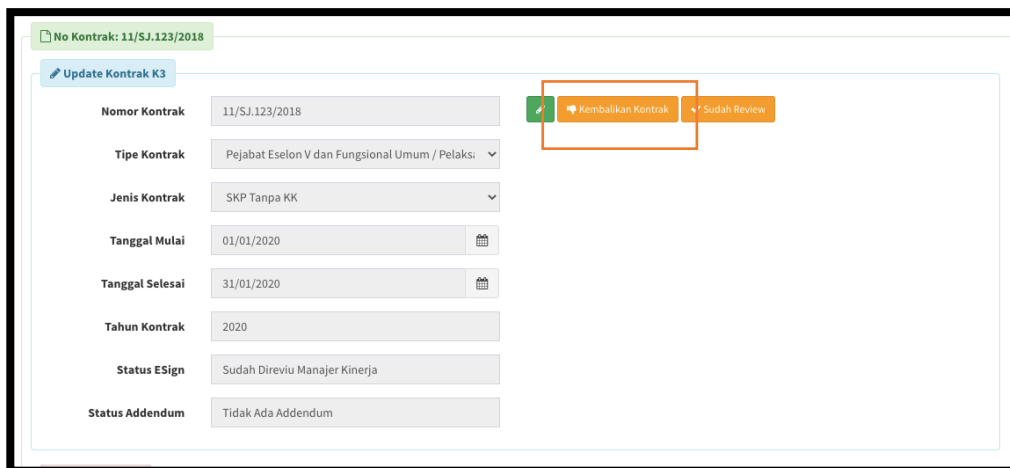 No Kontrak: 11/SJ.123/2018
Update Kontrak K3
Nomor Kontrak 11/SJ.123/2018 Kembalikan Kontrak Sudah Review
Tipe Kontrak Pejabat Eselon V dan Fungsional Umum / Pelaks
Jenis Kontrak SKP Tanpa KK
Tanggal Mulai 01/01/2020
Tanggal Selesai 31/01/2020
Tahun Kontrak 2020
Status ESign Sudah Direviu Manajer Kinerja
Status Addendum Tidak Ada Addendum